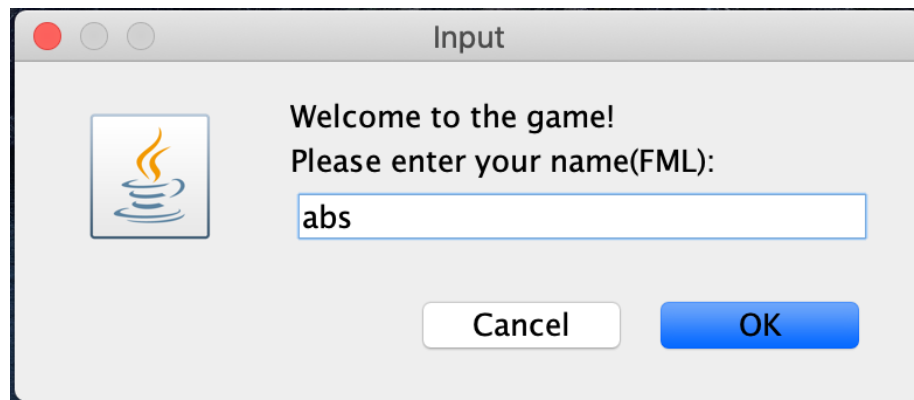 Input
Welcome to the game!
Please enter your name(FML):
abs
Cancel OK